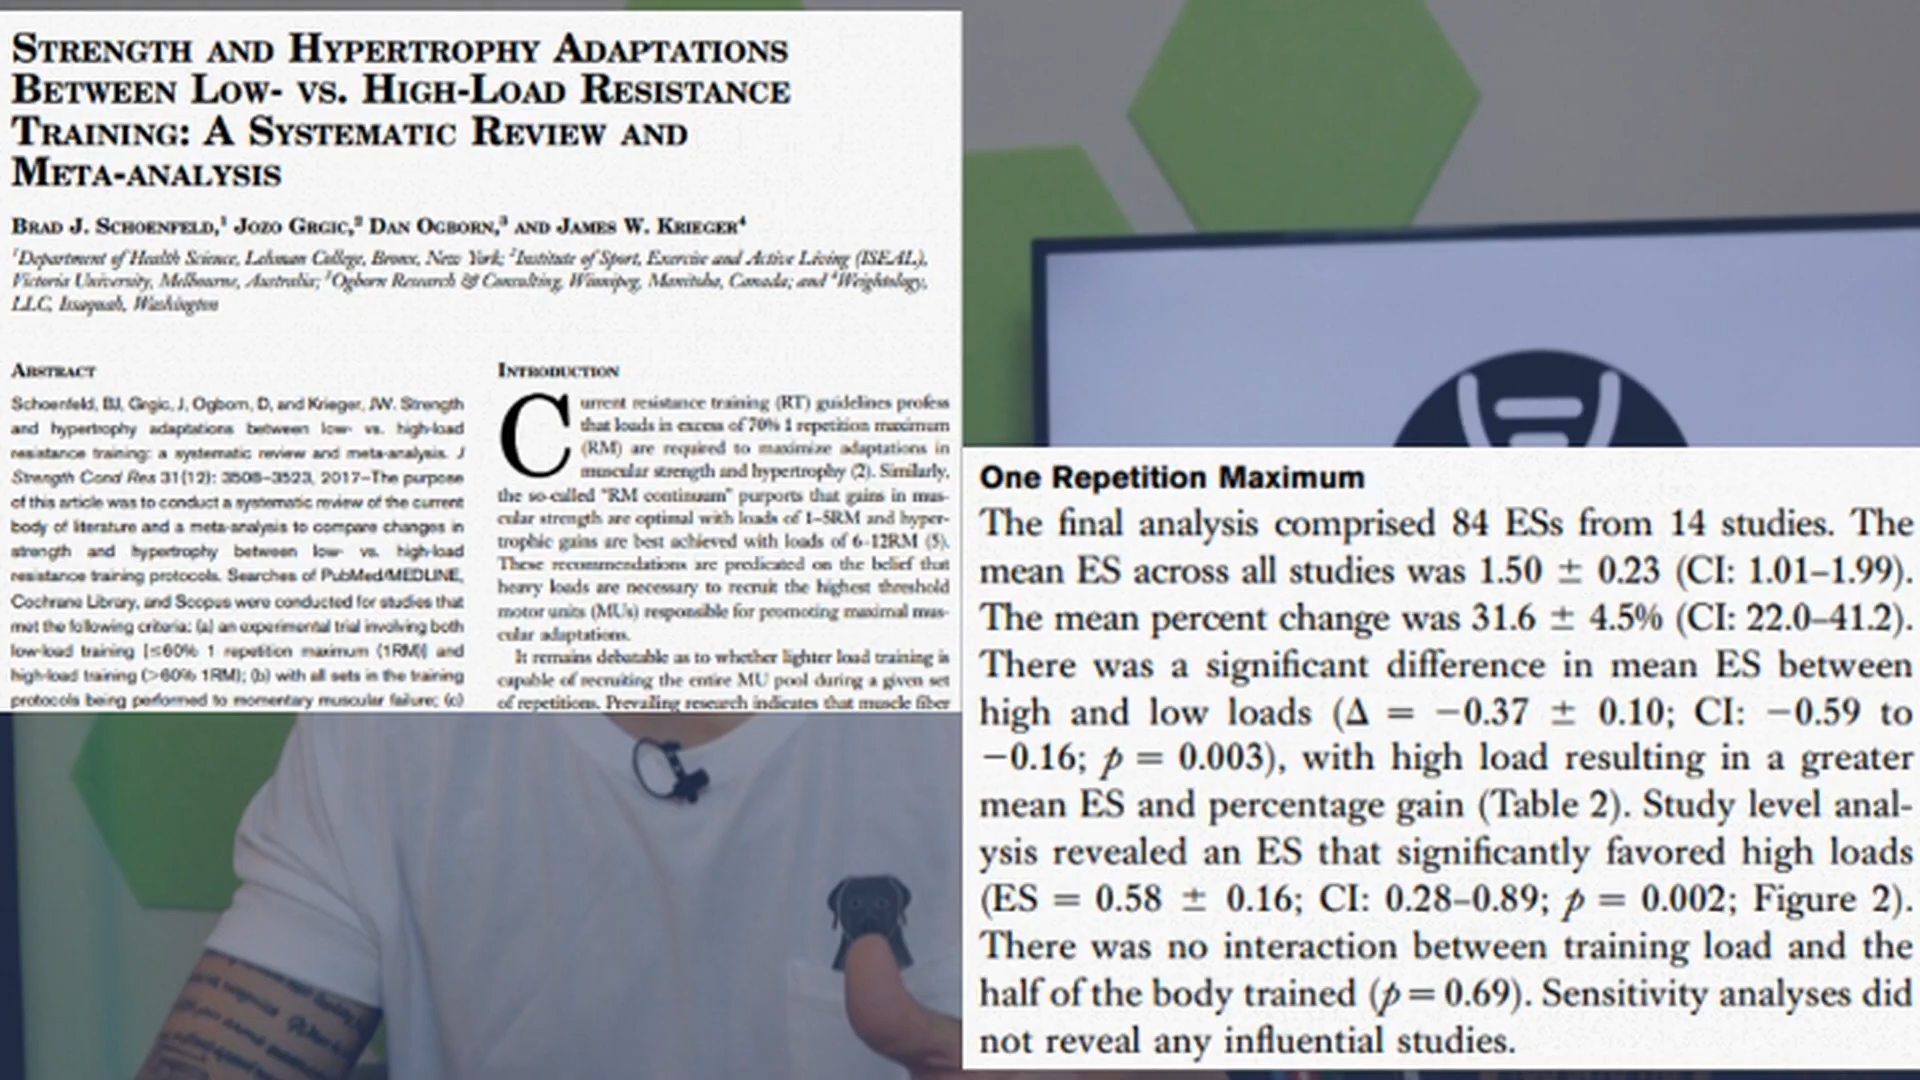 STRENGTH AND HYPERTROPHY ADAPTATIONS
BETWEEN LOW- VS. HIGH-LOAD RESISTANCE
TRAINING: A SYSTEMATIC REVIEW AND
META-ANALYSIS
BRAD J. SCHOENFELD,¹ JOZO GRGIC,² DAN OGBORN,³ AND JAMES W. KRIEGER⁴
¹Department of Health Science, Lehman College, Bronx, New York; ²Institute of Sport, Exercise and Active Living (ISEAL),
Victoria University, Melbourne, Australia; ³Ogborn Research & Consulting, Winnipeg, Manitoba, Canada; and ⁴Weightology,
LLC, Issaquah, Washington
ABSTRACT
Schoenfeld, BJ, Grgic, J, Ogborn, D, and Krieger, JW. Strength
and hypertrophy adaptations between low- vs. high-load
resistance training: a systematic review and meta-analysis. J
Strength Cond Res 31(12): 3508–3523, 2017—The purpose
of this article was to conduct a systematic review of the current
body of literature and a meta-analysis to compare changes in
strength and hypertrophy between low- vs. high-load
resistance training protocols. Searches of PubMed/MEDLINE,
Cochrane Library, and Scopus were conducted for studies that
met the following criteria: (a) an experimental trial involving both
low-load training [≤60% 1 repetition maximum (1RM)] and
high-load training (>60% 1RM); (b) with all sets in the training
protocols being performed to momentary muscular failure; (c)
INTRODUCTION
Current resistance training (RT) guidelines profess
that loads in excess of 70% 1 repetition maximum
(RM) are required to maximize adaptations in
muscular strength and hypertrophy (2). Similarly,
the so-called "RM continuum" purports that gains in mus-
cular strength are optimal with loads of 1–5RM and hyper-
trophic gains are best achieved with loads of 6–12RM (5).
These recommendations are predicated on the belief that
heavy loads are necessary to recruit the highest threshold
motor units (MUs) responsible for promoting maximal mus-
cular adaptations.
It remains debatable as to whether lighter load training is
capable of recruiting the entire MU pool during a given set
of repetitions. Prevailing research indicates that muscle fiber
One Repetition Maximum
The final analysis comprised 84 ESs from 14 studies. The
mean ES across all studies was 1.50 ± 0.23 (CI: 1.01–1.99).
The mean percent change was 31.6 ± 4.5% (CI: 22.0–41.2).
There was a significant difference in mean ES between
high and low loads (Δ = −0.37 ± 0.10; CI: −0.59 to
−0.16; p = 0.003), with high load resulting in a greater
mean ES and percentage gain (Table 2). Study level anal-
ysis revealed an ES that significantly favored high loads
(ES = 0.58 ± 0.16; CI: 0.28–0.89; p = 0.002; Figure 2).
There was no interaction between training load and the
half of the body trained (p = 0.69). Sensitivity analyses did
not reveal any influential studies.